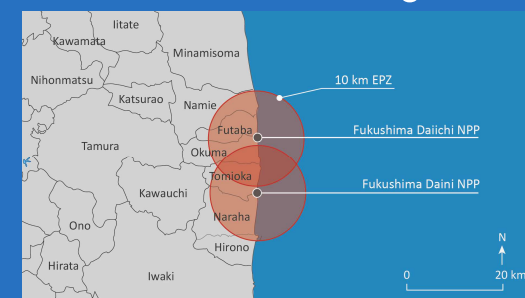 Iitate
Kawamata
Minamisoma
Nihonmatsu
10 km EPZ
Katsurao
Namie
Futaba
Fukushima Daiichi NPP
Tamura
Okuma
Tomioka
Fukushima Daini NPP
Kawauchi
Naraha
Ono
Hirono
N
Hirata
Iwaki
0
20 km